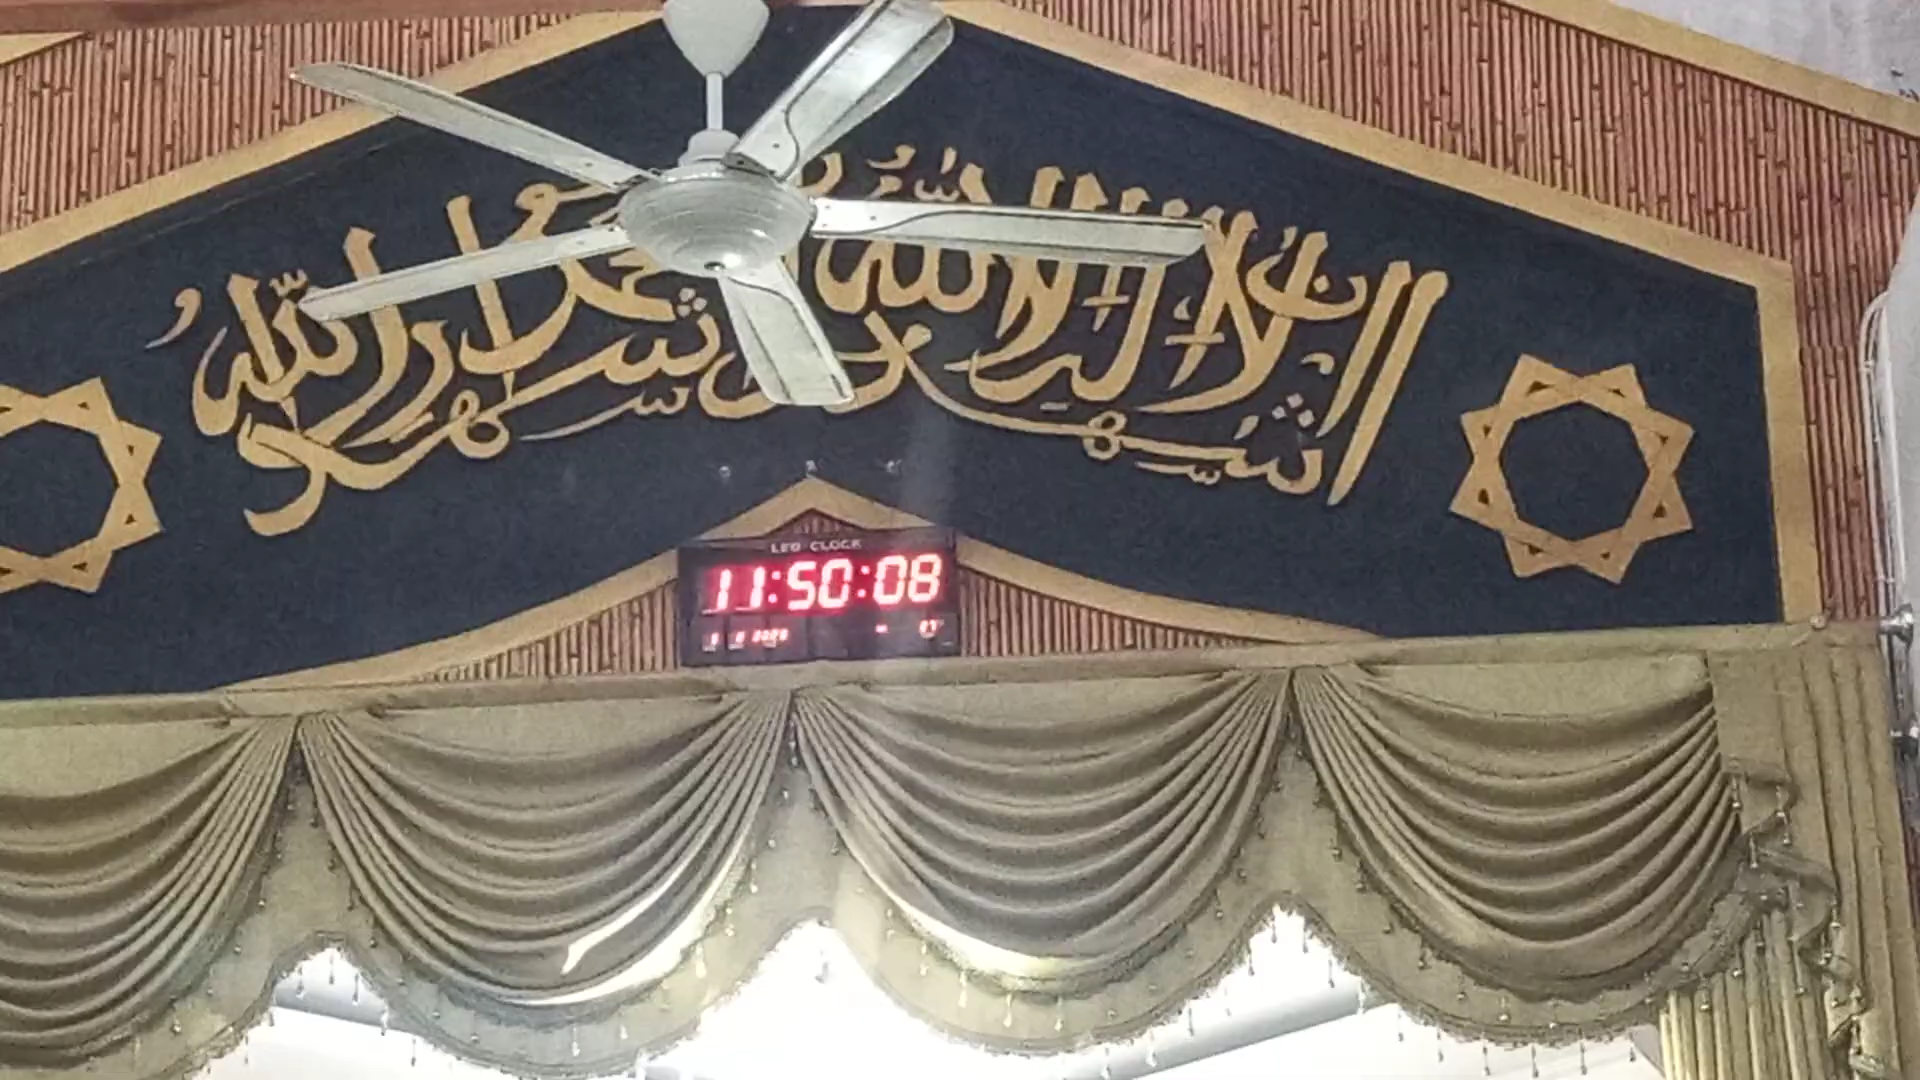 اشهد ان لا اله الا الله واشهد ان محمدا رسول الله
LED CLOCK
11:50:08